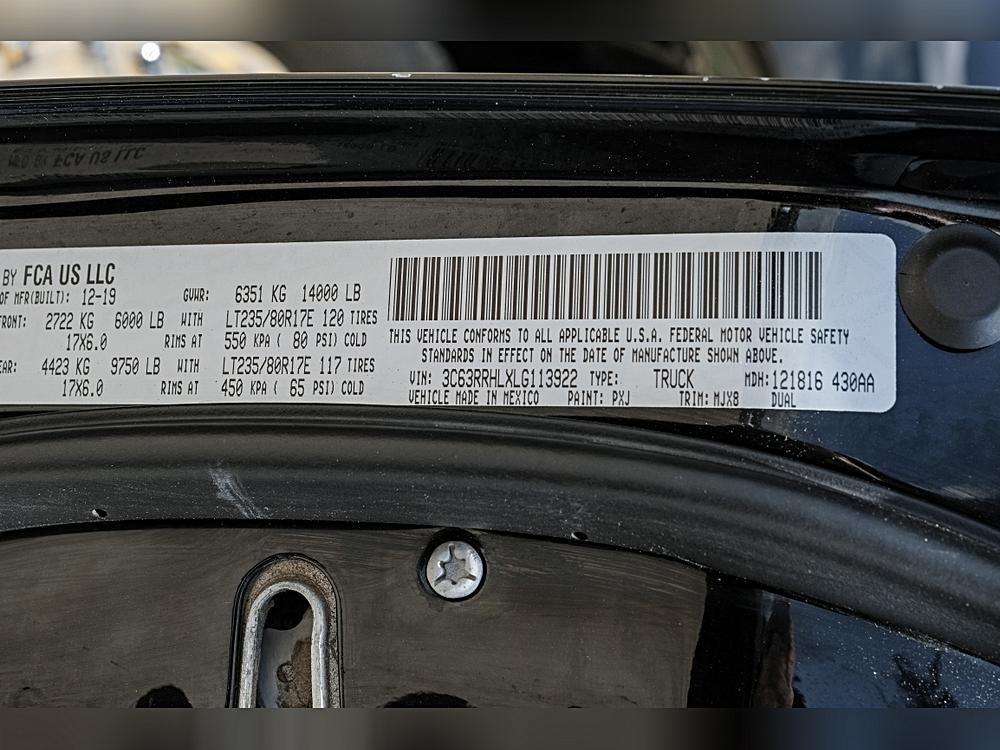 BY FCA US LLC
OF MFR(BUILT): 12-19 GVWR: 6351 KG 14000 LB
FRONT: 2722 KG 6000 LB WITH LT235/80R17E 120 TIRES
17X6.0 RIMS AT 550 KPA ( 80 PSI) COLD
EAR: 4423 KG 9750 LB WITH LT235/80R17E 117 TIRES
17X6.0 RIMS AT 450 KPA ( 65 PSI) COLD
THIS VEHICLE CONFORMS TO ALL APPLICABLE U.S.A. FEDERAL MOTOR VEHICLE SAFETY
STANDARDS IN EFFECT ON THE DATE OF MANUFACTURE SHOWN ABOVE.
VIN: 3C63RRHLXLG113922 TYPE: TRUCK MDH:121816 430AA
VEHICLE MADE IN MEXICO PAINT: PXJ TRIM: MJX8 DUAL